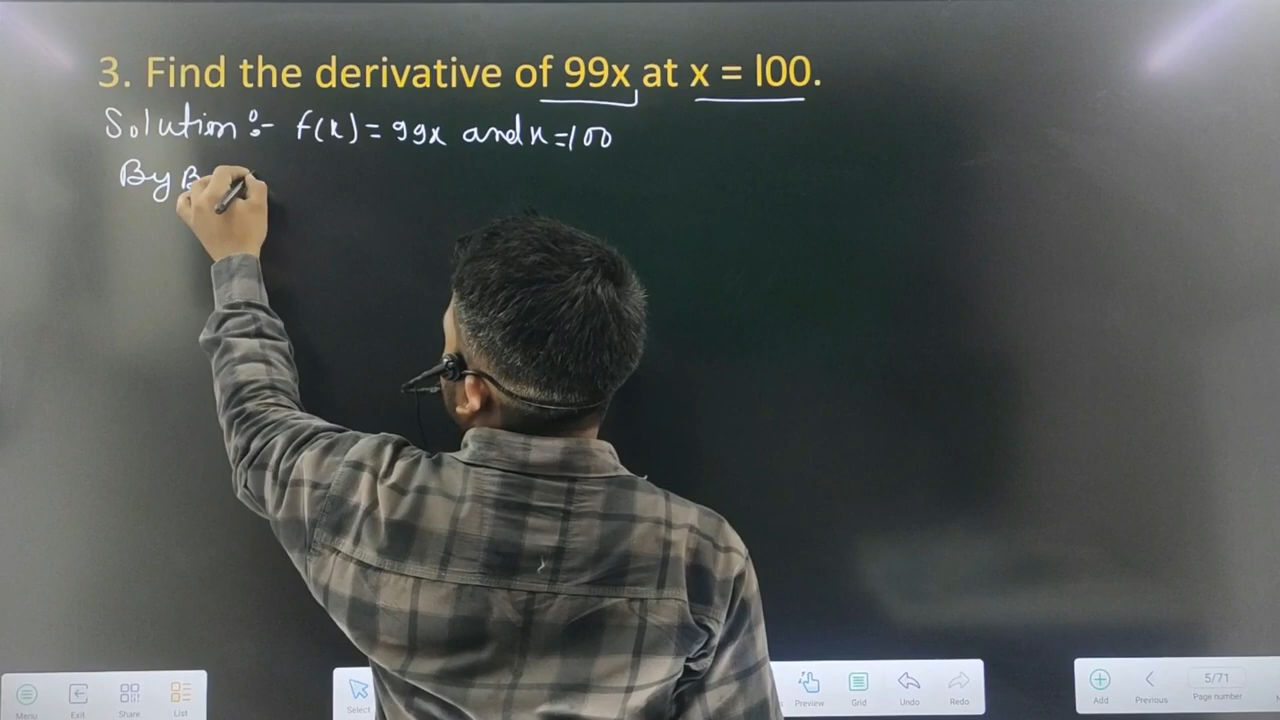 3. Find the derivative of 99x at x = 100.
Solution :- f(x) = 99x and x = 100
By B
Menu
Exit
Share
List
Select
Preview
Grid
Undo
Redo
Add
Previous
5/71
Page number